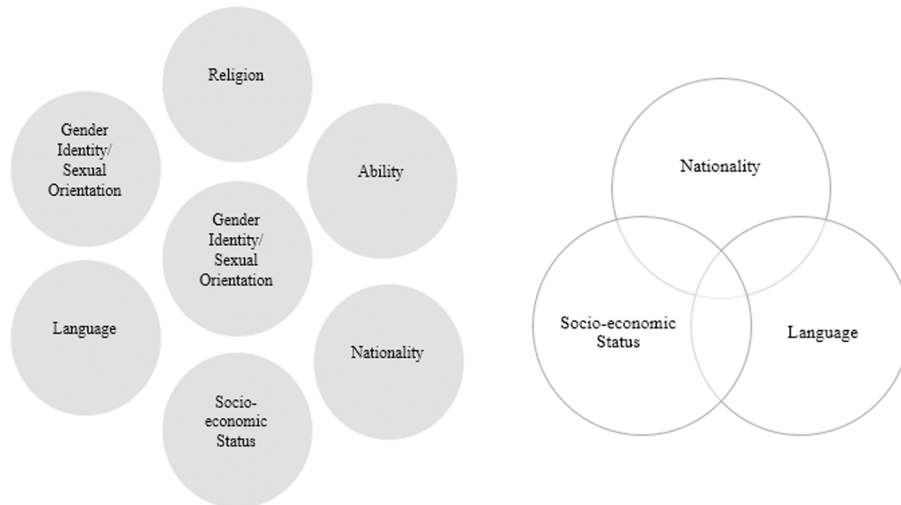 Religion
Gender
Identity/
Sexual
Orientation
Ability
Gender
Identity/
Sexual
Orientation
Language
Nationality
Socio-
economic
Status
Nationality
Socio-economic
Status
Language